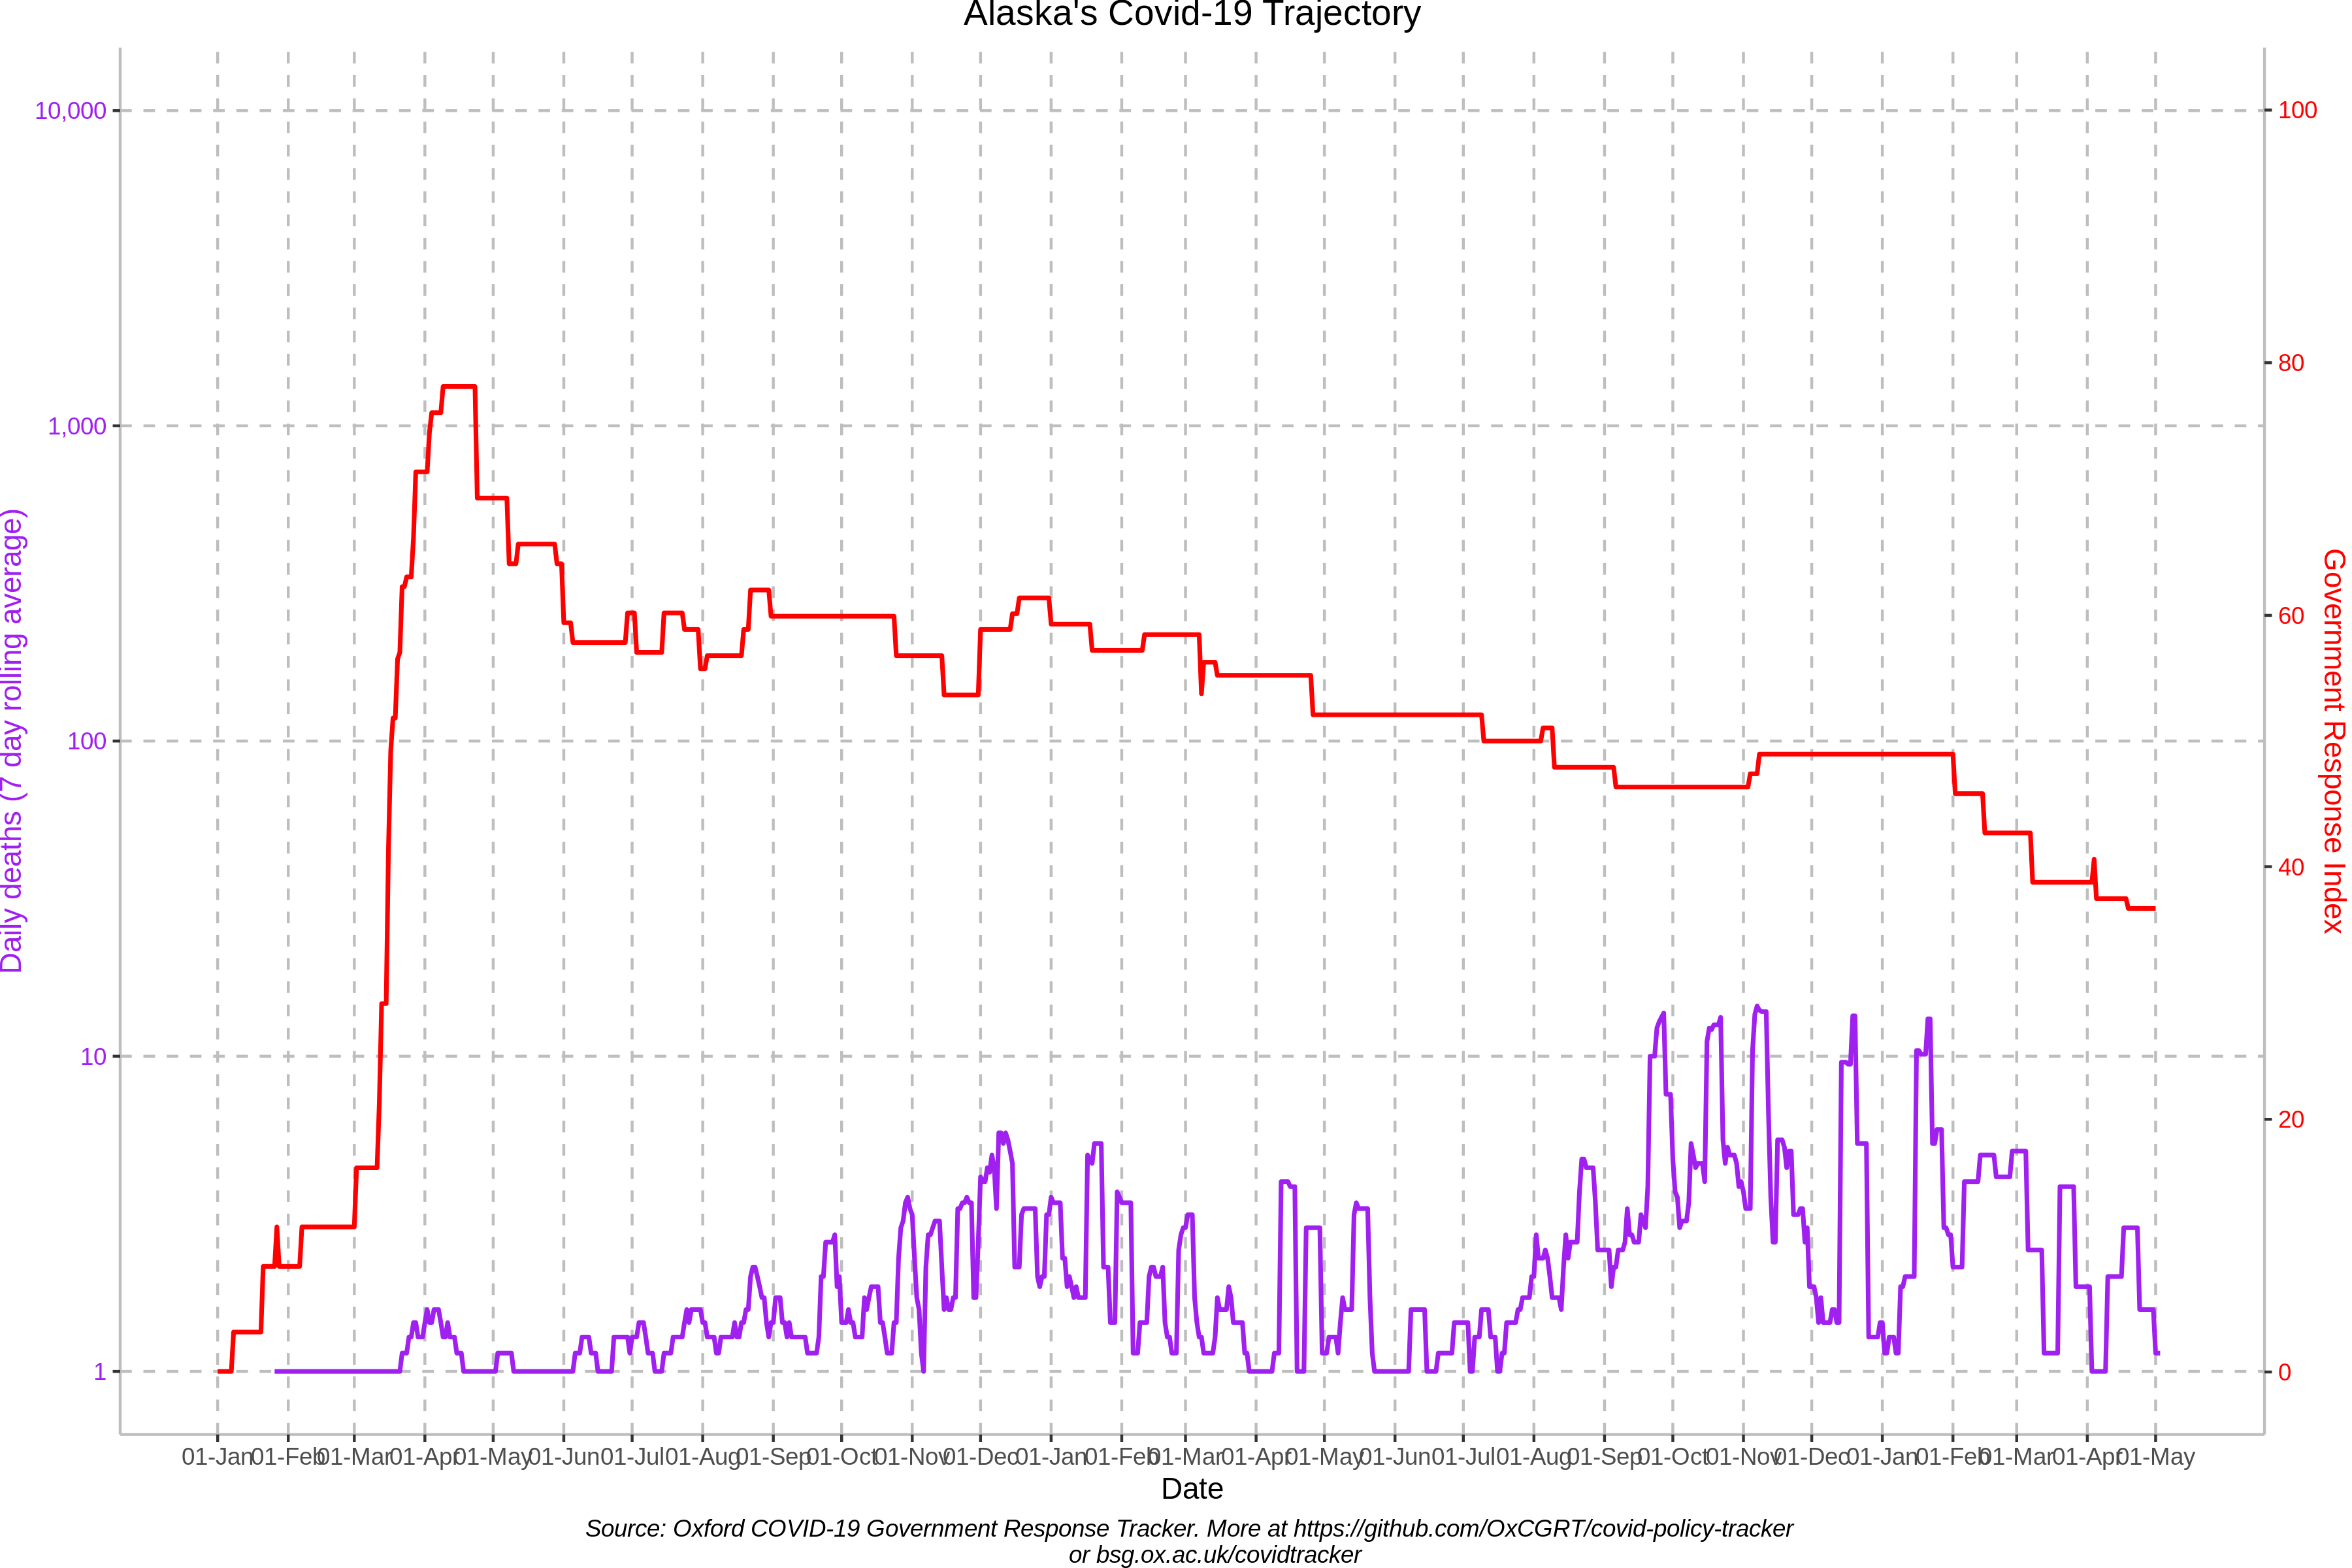 Alaska's Covid-19 Trajectory
10,000
1,000
100
10
1
Daily deaths (7 day rolling average)
100
80
60
40
20
0
Government Response Index
01-Jan 01-Feb 01-Mar 01-Apr 01-May 01-Jun 01-Jul 01-Aug 01-Sep 01-Oct 01-Nov 01-Dec 01-Jan 01-Feb 01-Mar 01-Apr 01-May 01-Jun 01-Jul 01-Aug 01-Sep 01-Oct 01-Nov 01-Dec 01-Jan 01-Feb 01-Mar 01-Apr 01-May
Date
Source: Oxford COVID-19 Government Response Tracker. More at https://github.com/OxCGRT/covid-policy-tracker
or bsg.ox.ac.uk/covidtracker